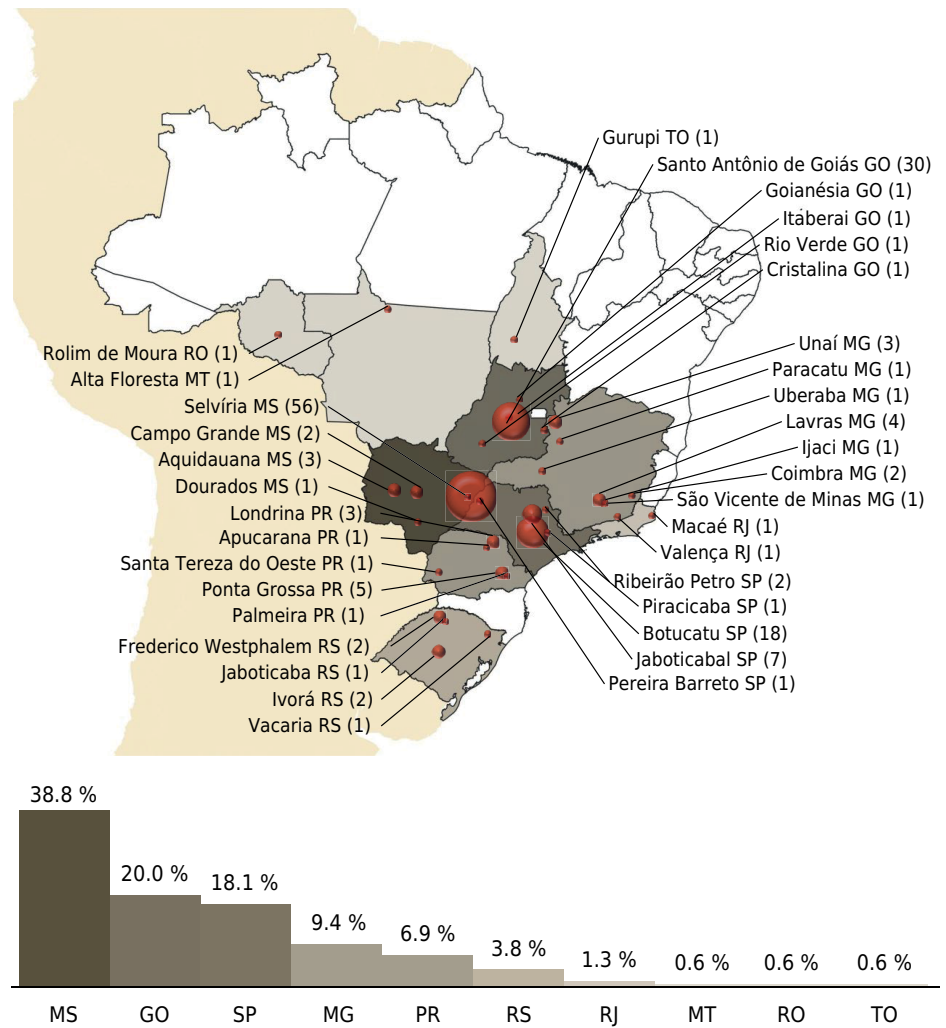 Gurupi TO (1)
Santo Antônio de Goiás GO (30)
Goianésia GO (1)
Itaberai GO (1)
Rio Verde GO (1)
Cristalina GO (1)
Unaí MG (3)
Paracatu MG (1)
Uberaba MG (1)
Lavras MG (4)
Ijaci MG (1)
Coimbra MG (2)
São Vicente de Minas MG (1)
Macaé RJ (1)
Valença RJ (1)
Ribeirão Petro SP (2)
Piracicaba SP (1)
Botucatu SP (18)
Jaboticabal SP (7)
Pereira Barreto SP (1)
Rolim de Moura RO (1)
Alta Floresta MT (1)
Selvíria MS (56)
Campo Grande MS (2)
Aquidauana MS (3)
Dourados MS (1)
Londrina PR (3)
Apucarana PR (1)
Santa Tereza do Oeste PR (1)
Ponta Grossa PR (5)
Palmeira PR (1)
Frederico Westphalem RS (2)
Jaboticaba RS (1)
Ivorá RS (2)
Vacaria RS (1)
38.8 %
20.0 %
18.1 %
9.4 %
6.9 %
3.8 %
1.3 %
0.6 %
0.6 %
0.6 %
MS GO SP MG PR RS RJ MT RO TO